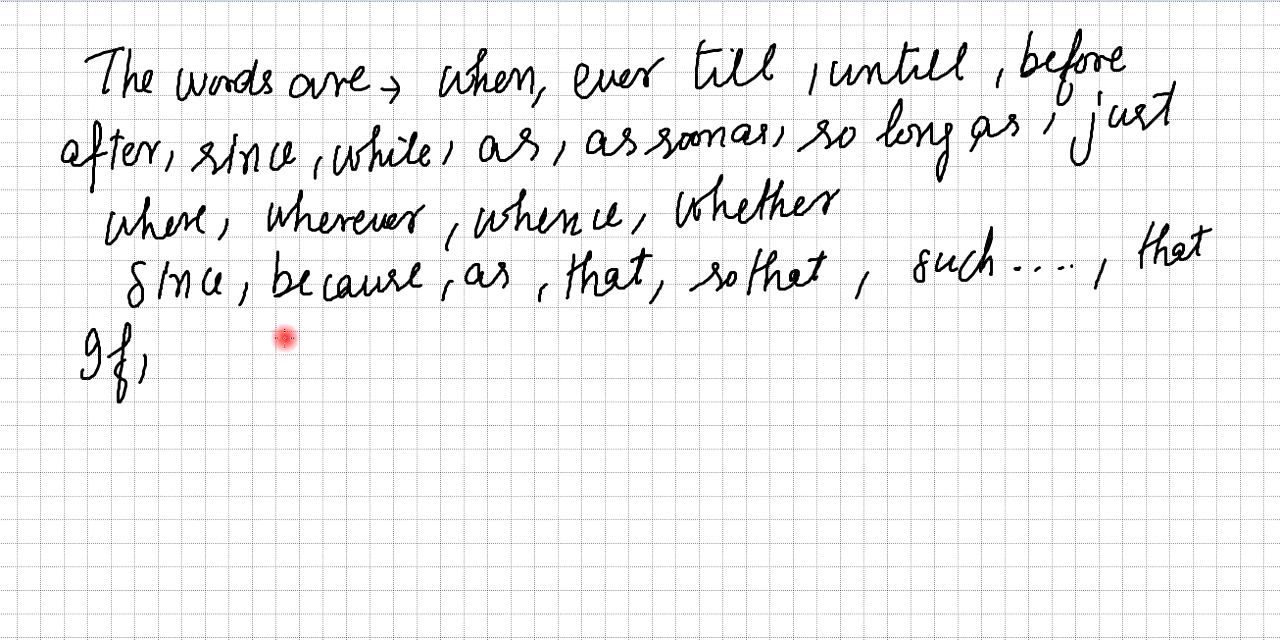 The words are → when, ever till , untill , before
after, since , while, as, as soon as, so long as , just
where, wherever , whence, whether
Since, because , as , that, so that , such...., that
If,